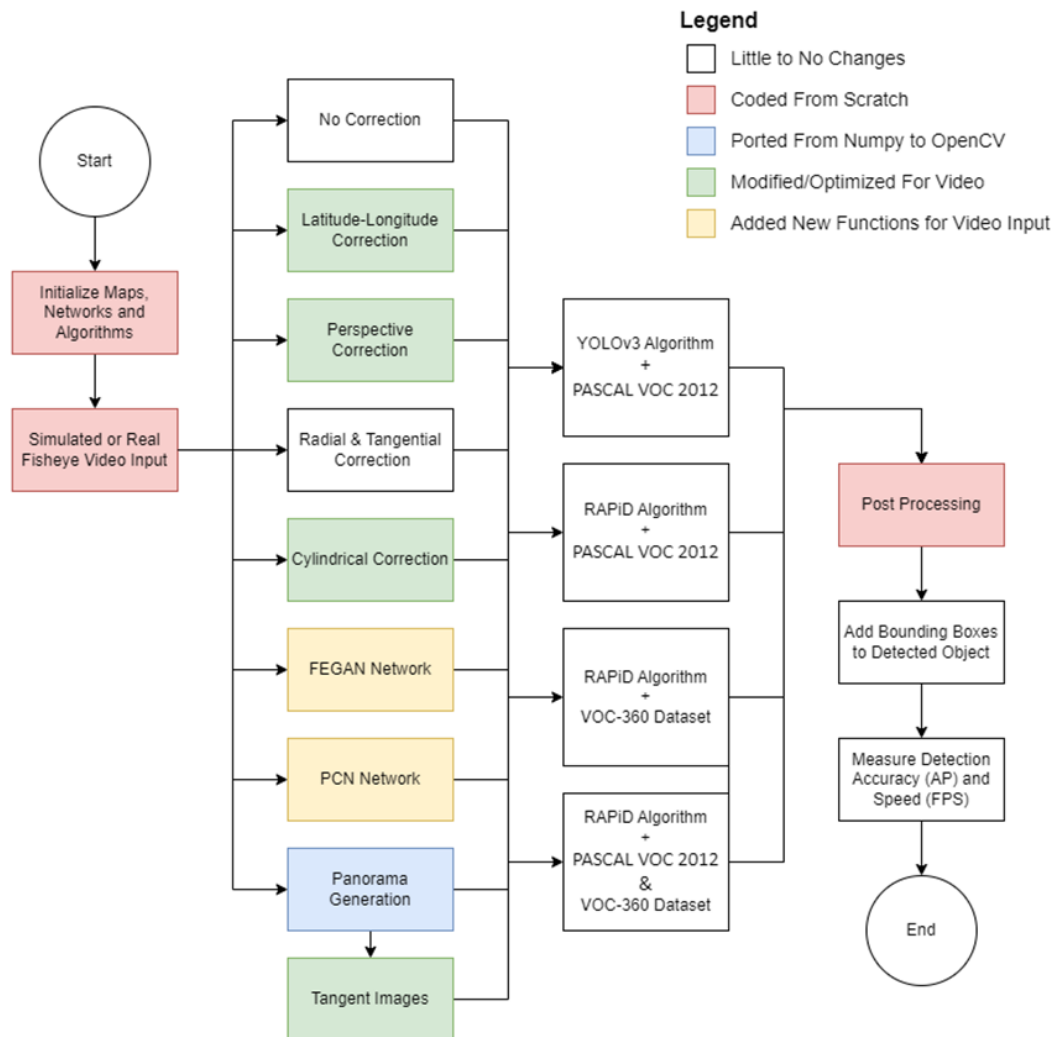 Legend
Little to No Changes
Coded From Scratch
Ported From Numpy to OpenCV
Modified/Optimized For Video
Added New Functions for Video Input
Start
Initialize Maps,
Networks and
Algorithms
Simulated or Real
Fisheye Video Input
No Correction
Latitude-Longitude
Correction
Perspective
Correction
Radial & Tangential
Correction
Cylindrical Correction
FEGAN Network
PCN Network
Panorama
Generation
Tangent Images
YOLOv3 Algorithm
+
PASCAL VOC 2012
RAPiD Algorithm
+
PASCAL VOC 2012
RAPiD Algorithm
+
VOC-360 Dataset
RAPiD Algorithm
+
PASCAL VOC 2012
&
VOC-360 Dataset
Post Processing
Add Bounding Boxes
to Detected Object
Measure Detection
Accuracy (AP) and
Speed (FPS)
End